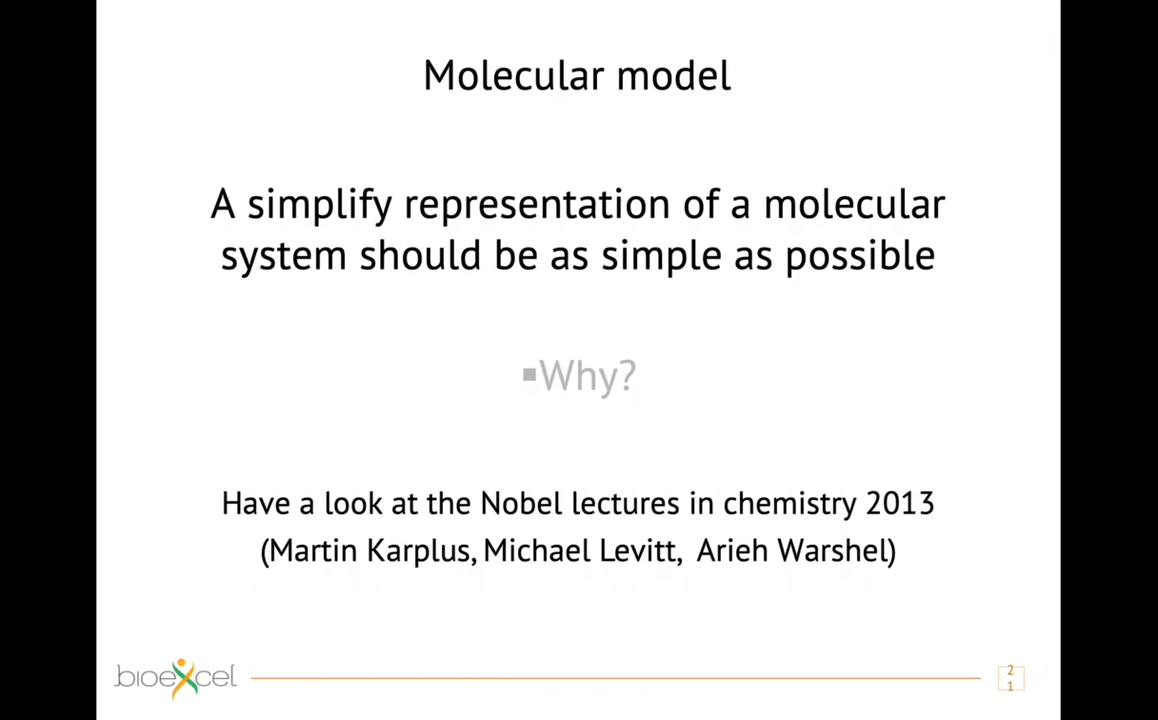 Molecular model
A simplify representation of a molecular
system should be as simple as possible
▪Why?
Have a look at the Nobel lectures in chemistry 2013
(Martin Karplus, Michael Levitt, Arieh Warshel)
bioexcel
2
1